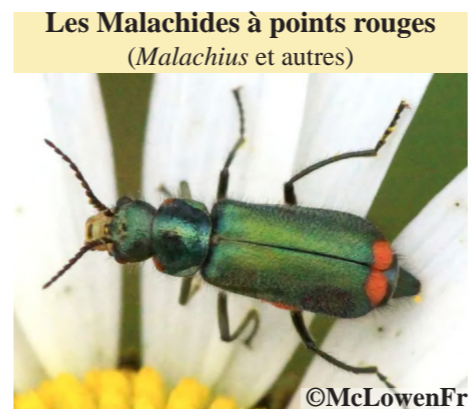 Les Malachides à points rouges
(Malachius et autres)
©McLowenFr